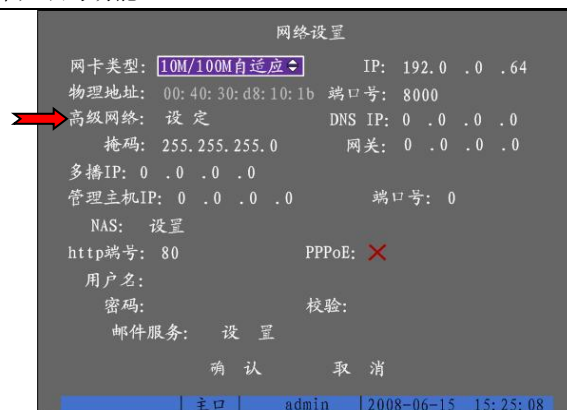 网络设置
网卡类型: 10M/100M自适应 IP: 192.0 .0 .64
物理地址: 00:40:30:d8:10:1b 端口号: 8000
高级网络: 设 定 DNS IP: 0 .0 .0 .0
掩码: 255.255.255.0 网关: 0 .0 .0 .0
多播IP: 0 .0 .0 .0
管理主机IP: 0 .0 .0 .0 端口号: 0
NAS: 设置
http端号: 80 PPPoE:
用户名:
密码: 校验:
邮件服务: 设 置
确 认 取 消
主口 admin 2008-06-15 15:25:08